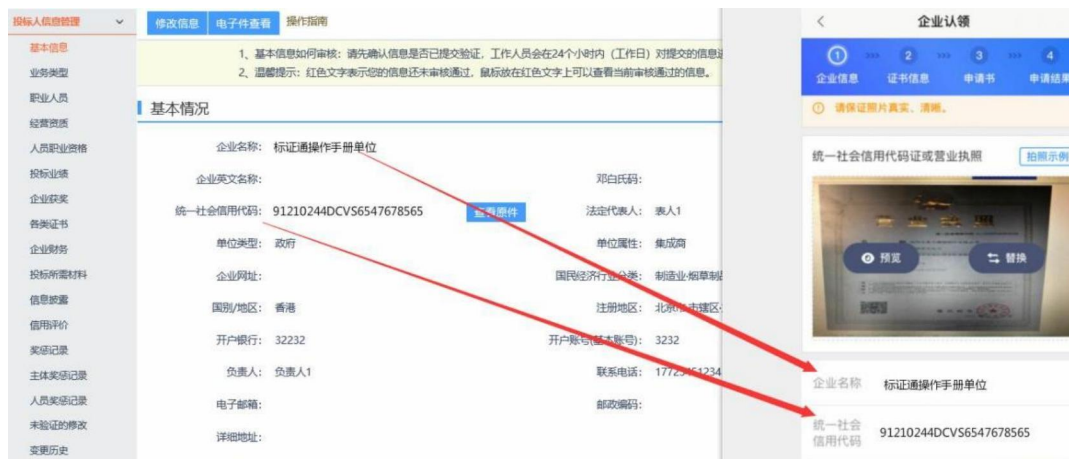 投标人信息管理
基本信息
业务类型
职业人员
经营资质
人员职业资格
投标业绩
企业获奖
各类证书
企业财务
投标所需材料
信息披露
信用评价
奖惩记录
主体奖惩记录
人员奖惩记录
未验证的修改
变更历史
修改信息 电子件查看 操作指南
1、基本信息如何审核：请先确认信息是否已提交验证，工作人员会在24个小时内（工作日）对提交的信息进
2、温馨提示：红色文字表示您的信息还未审核通过，鼠标放在红色文字上可以查看当前审核通过的信息。
基本情况
企业名称： 标证通操作手册单位
企业英文名称： 邓白氏码：
统一社会信用代码： 91210244DCVS6547678565 查看原件 法定代表人： 表人1
单位类型： 政府 单位属性： 集成商
企业网址： 国民经济行业分类： 制造业·烟草制品
国别/地区： 香港 注册地区： 北京市·市辖区·
开户银行： 32232 开户账号(基本账号)： 3232
负责人： 负责人1 联系电话：
电子邮箱： 邮政编码：
详细地址：
企业认领
1 >>> 2 >>> 3 >>> 4
企业信息 证书信息 申请书 申请结果
请保证照片真实、清晰。
统一社会信用代码证或营业执照 拍照示例
营业执照
预览 替换
企业名称 标证通操作手册单位
统一社会
信用代码 91210244DCVS6547678565